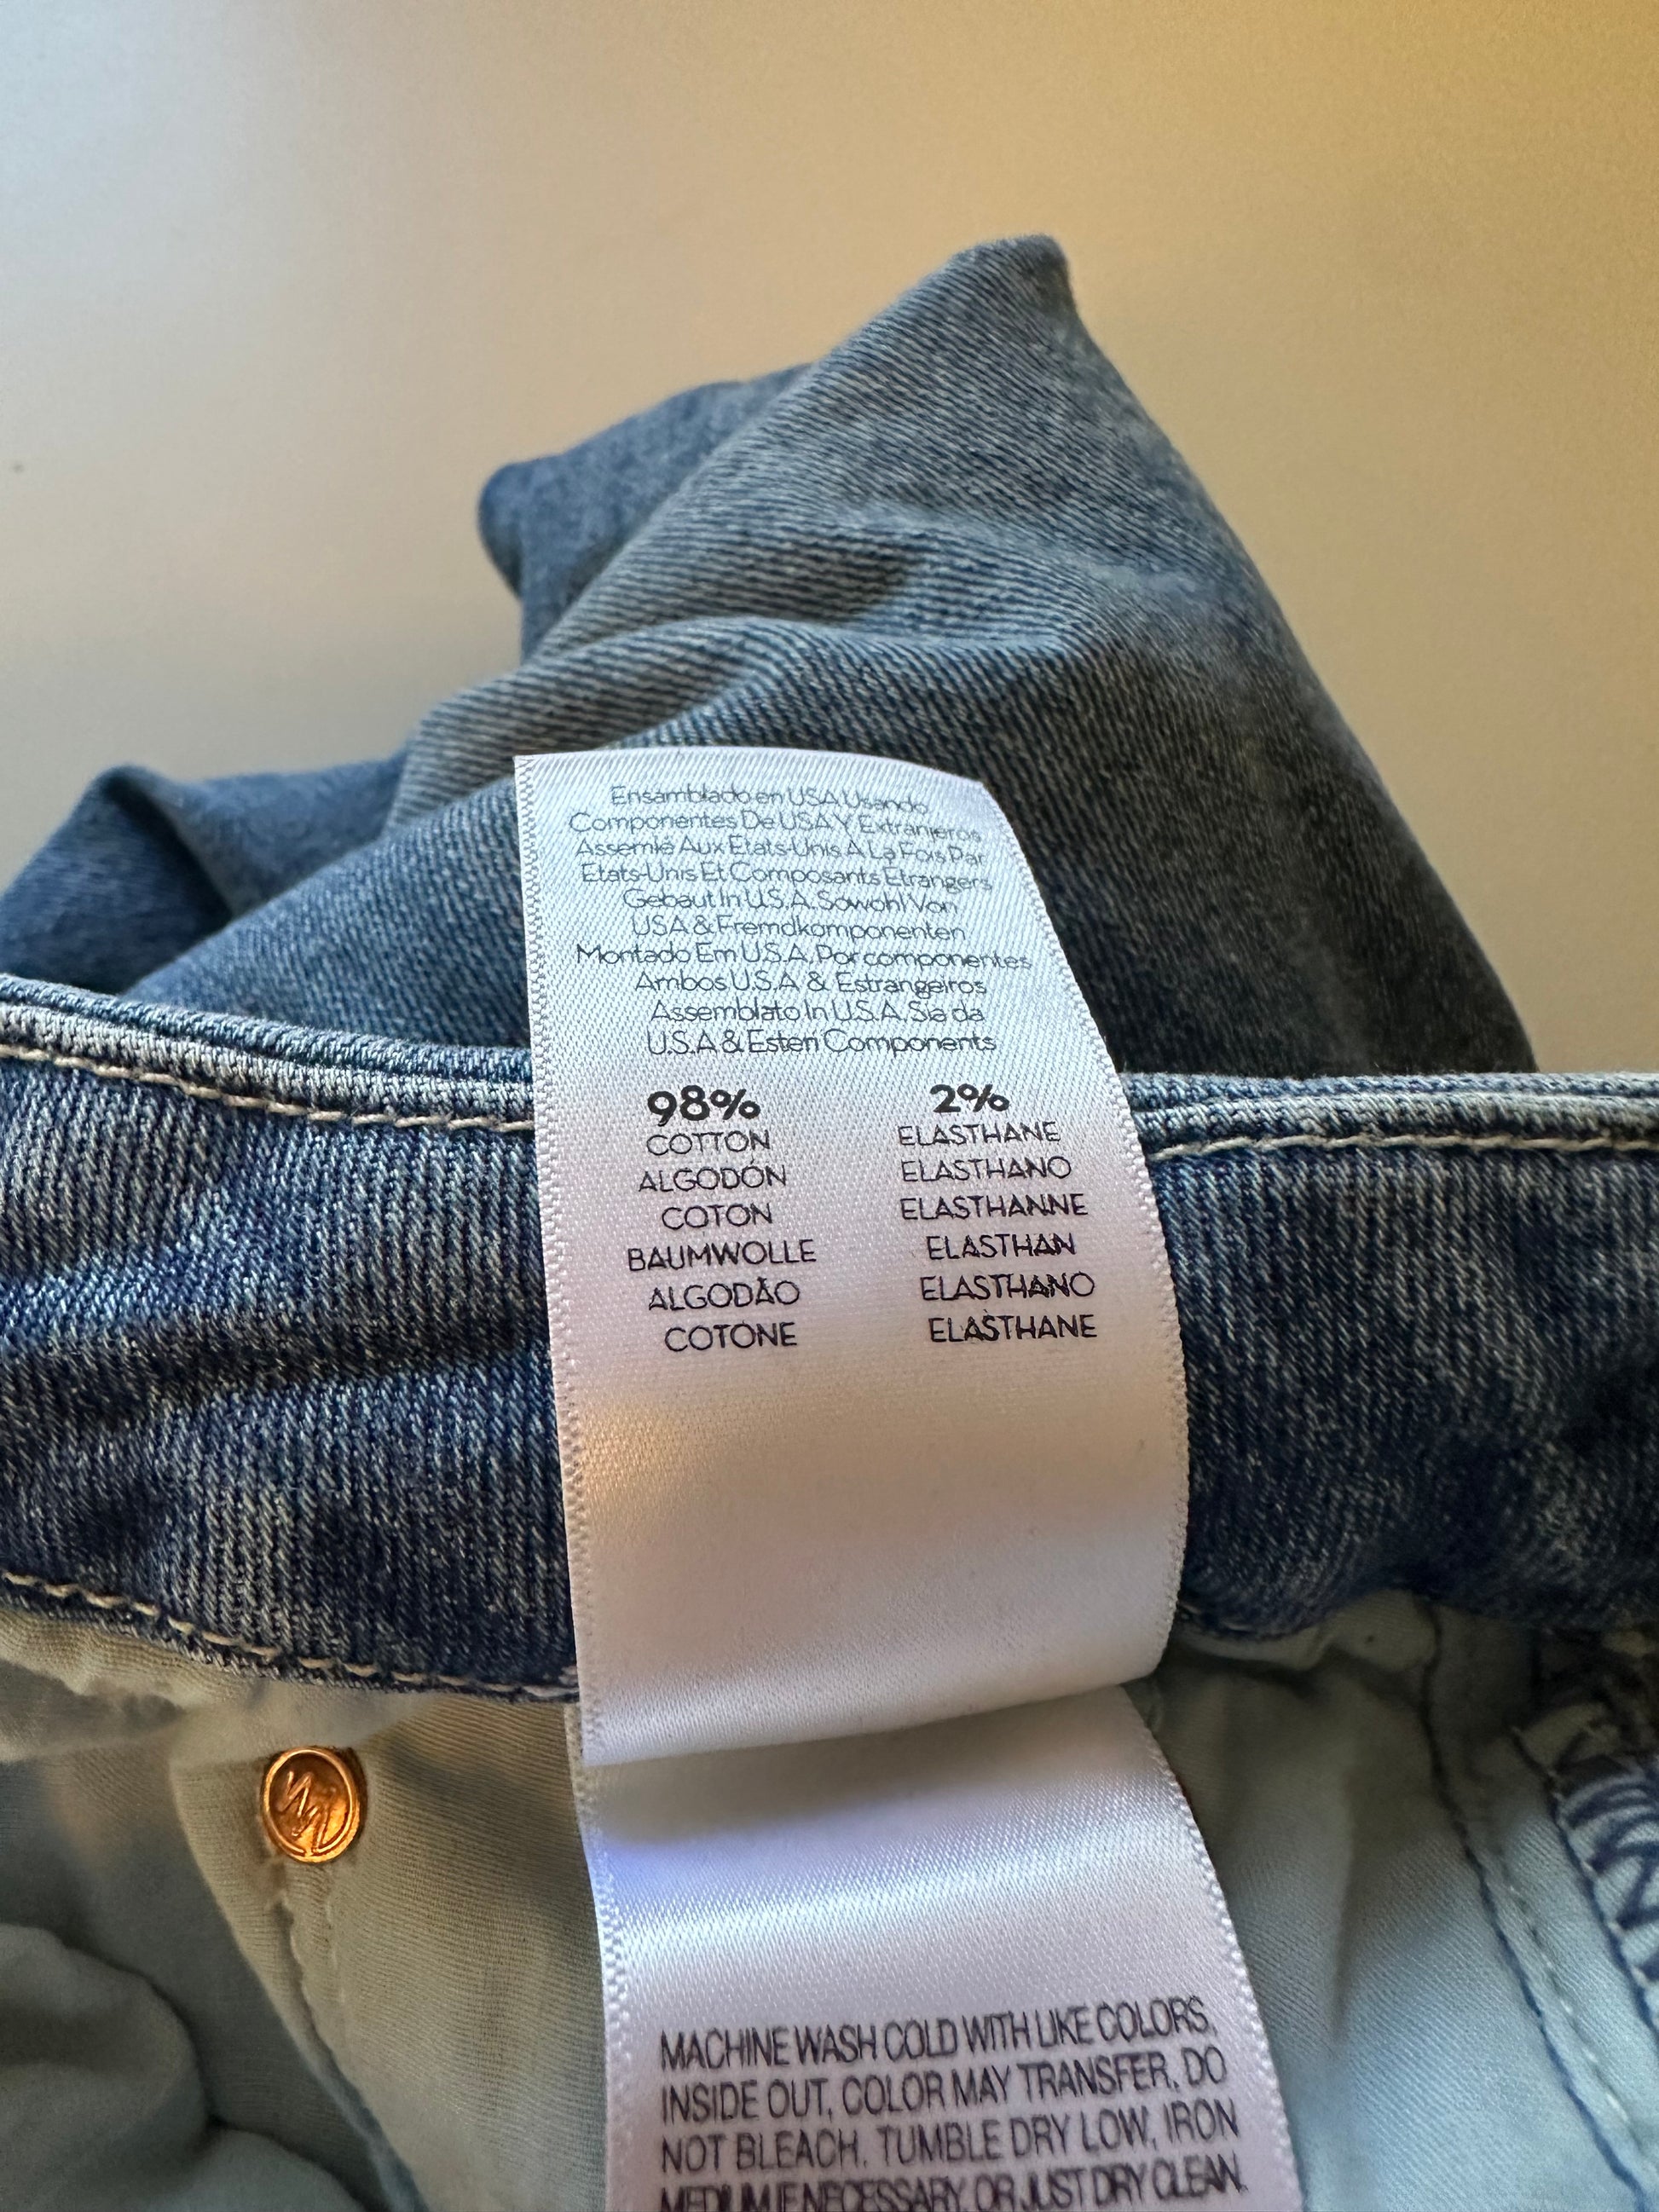 Ensamblado en USA Usando
Componentes De USA Y Extranjeros
Assemlé Aux Etats-Unis A La Fois Par
Etats-Unis Et Composants Etrangers
Gebaut In U.S.A. Sowohl Von
USA & Fremdkomponenten
Montado Em U.S.A. Por componentes
Ambos U.S.A & Estrangeiros
Assemblato In U.S.A. Sia da
U.S.A & Esteri Components
98% 2%
COTTON ELASTHANE
ALGODÓN ELASTHANO
COTON ELASTHANNE
BAUMWOLLE ELASTHAN
ALGODÃO ELASTHANO
COTONE ELASTHANE
MACHINE WASH COLD WITH LIKE COLORS,
INSIDE OUT, COLOR MAY TRANSFER. DO
NOT BLEACH. TUMBLE DRY LOW, IRON
MEDIUM IF NECESSARY, OR JUST DRY CLEAN.